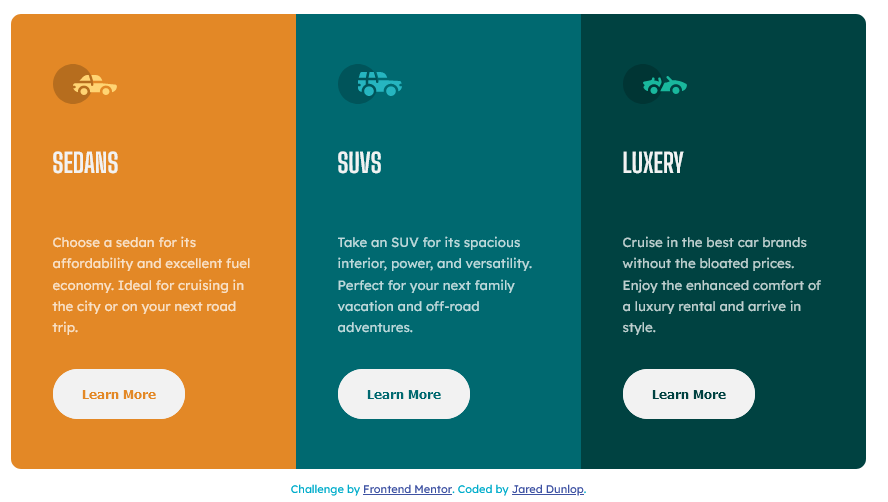 SEDANS
Choose a sedan for its
affordability and excellent fuel
economy. Ideal for cruising in
the city or on your next road
trip.
Learn More
SUVS
Take an SUV for its spacious
interior, power, and versatility.
Perfect for your next family
vacation and off-road
adventures.
Learn More
LUXERY
Cruise in the best car brands
without the bloated prices.
Enjoy the enhanced comfort of
a luxury rental and arrive in
style.
Learn More
Challenge by Frontend Mentor. Coded by Jared Dunlop.